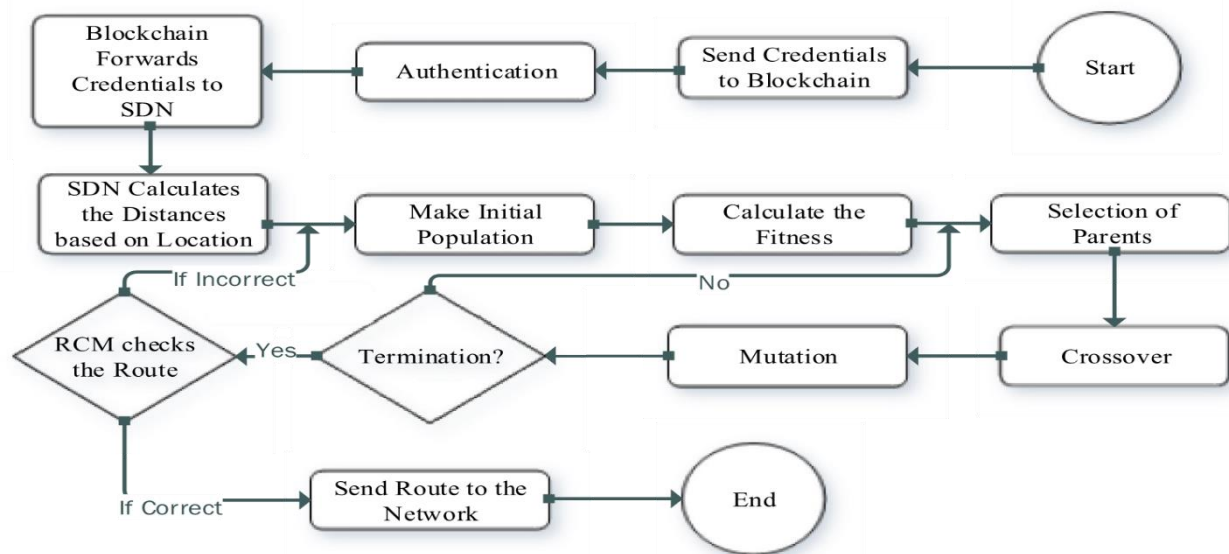 Blockchain
Forwards
Credentials to
SDN
Authentication
Send Credentials
to Blockchain
Start
SDN Calculates
the Distances
based on Location
Make Initial
Population
Calculate the
Fitness
Selection of
Parents
If Incorrect
No
RCM checks
the Route
Yes
Termination?
Mutation
Crossover
If Correct
Send Route to the
Network
End